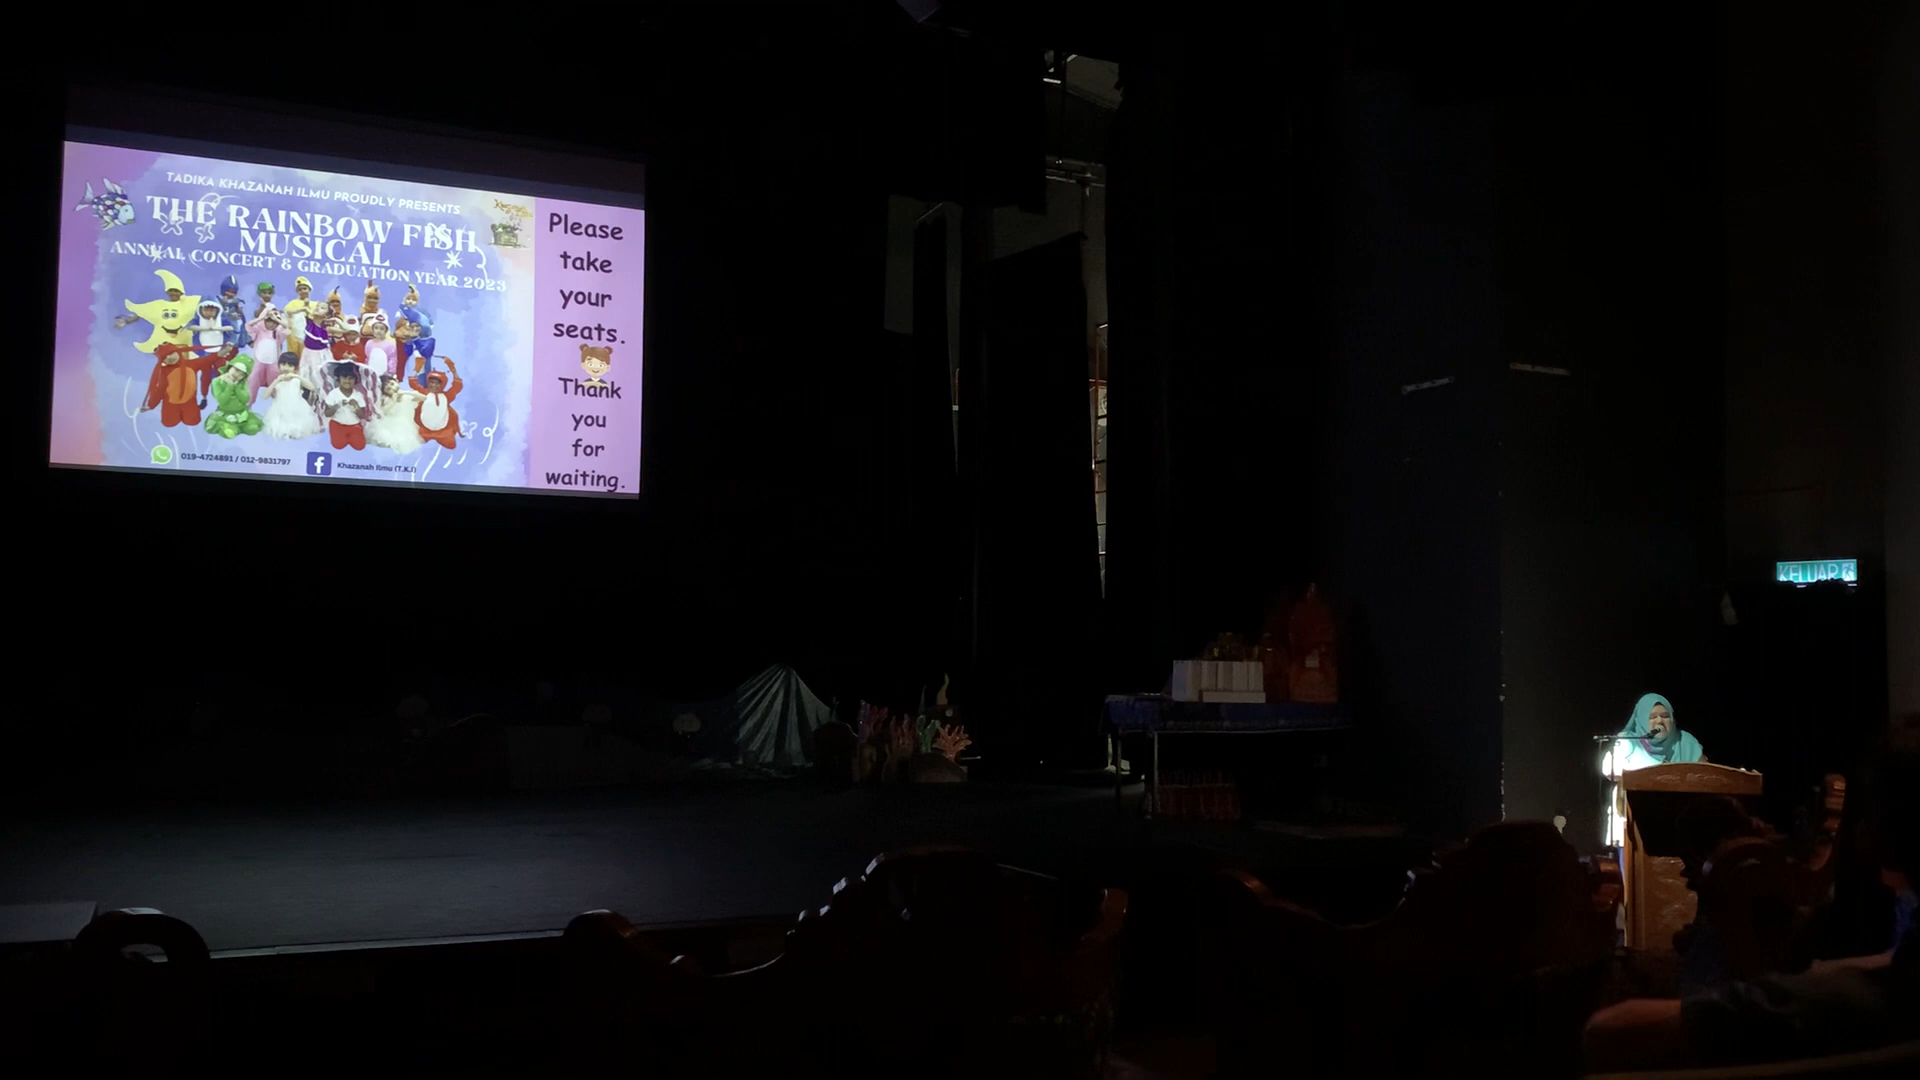 TADIKA KHAZANAH ILMU PROUDLY PRESENTS
THE RAINBOW FISH
MUSICAL
ANNUAL CONCERT & GRADUATION YEAR 2023
019-4724891 / 012-9831797
Khazanah Ilmu (T.K.I)
Please
take
your
seats.
Thank
you
for
waiting.
KELUAR